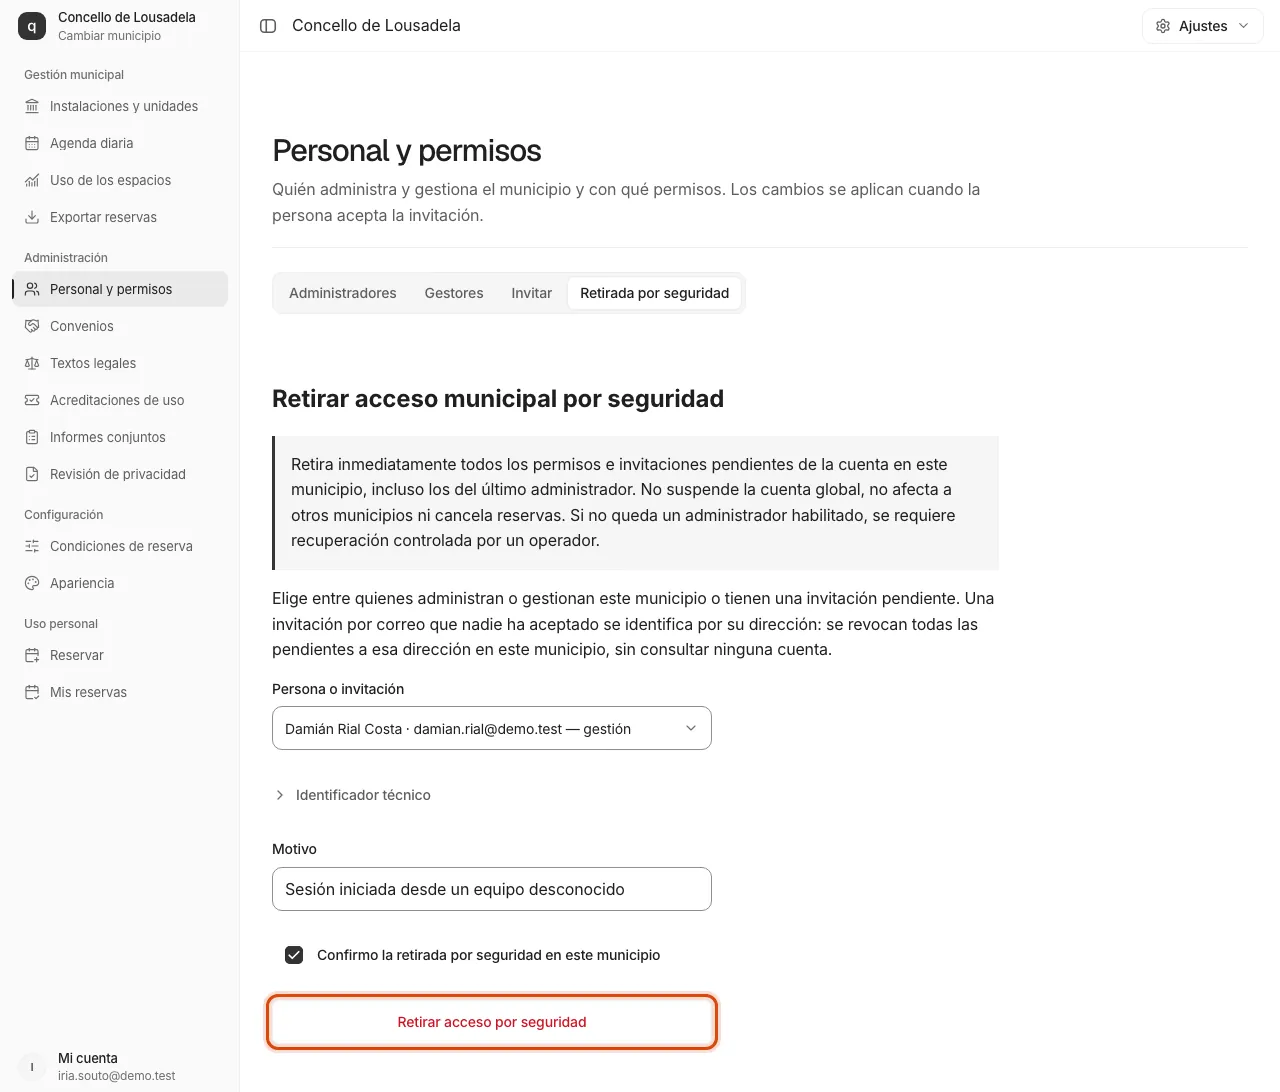 q
Concello de Lousadela
Cambiar municipio
Gestión municipal
Instalaciones y unidades
Agenda diaria
Uso de los espacios
Exportar reservas
Administración
Personal y permisos
Convenios
Textos legales
Acreditaciones de uso
Informes conjuntos
Revisión de privacidad
Configuración
Condiciones de reserva
Apariencia
Uso personal
Reservar
Mis reservas
I
Mi cuenta
iria.souto@demo.test
Concello de Lousadela
Ajustes
Personal y permisos
Quién administra y gestiona el municipio y con qué permisos. Los cambios se aplican cuando la
persona acepta la invitación.
Administradores Gestores Invitar Retirada por seguridad
Retirar acceso municipal por seguridad
Retira inmediatamente todos los permisos e invitaciones pendientes de la cuenta en este
municipio, incluso los del último administrador. No suspende la cuenta global, no afecta a
otros municipios ni cancela reservas. Si no queda un administrador habilitado, se requiere
recuperación controlada por un operador.
Elige entre quienes administran o gestionan este municipio o tienen una invitación pendiente. Una
invitación por correo que nadie ha aceptado se identifica por su dirección: se revocan todas las
pendientes a esa dirección en este municipio, sin consultar ninguna cuenta.
Persona o invitación
Damián Rial Costa · damian.rial@demo.test — gestión
Identificador técnico
Motivo
Sesión iniciada desde un equipo desconocido
Confirmo la retirada por seguridad en este municipio
Retirar acceso por seguridad